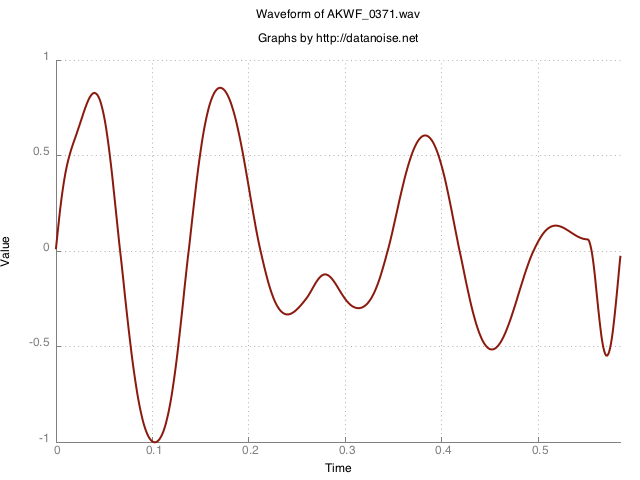 Waveform of AKWF_0371.wav
Graphs by http://datanoise.net
1
0.5
0
-0.5
-1
Value
0 0.1 0.2 0.3 0.4 0.5
Time